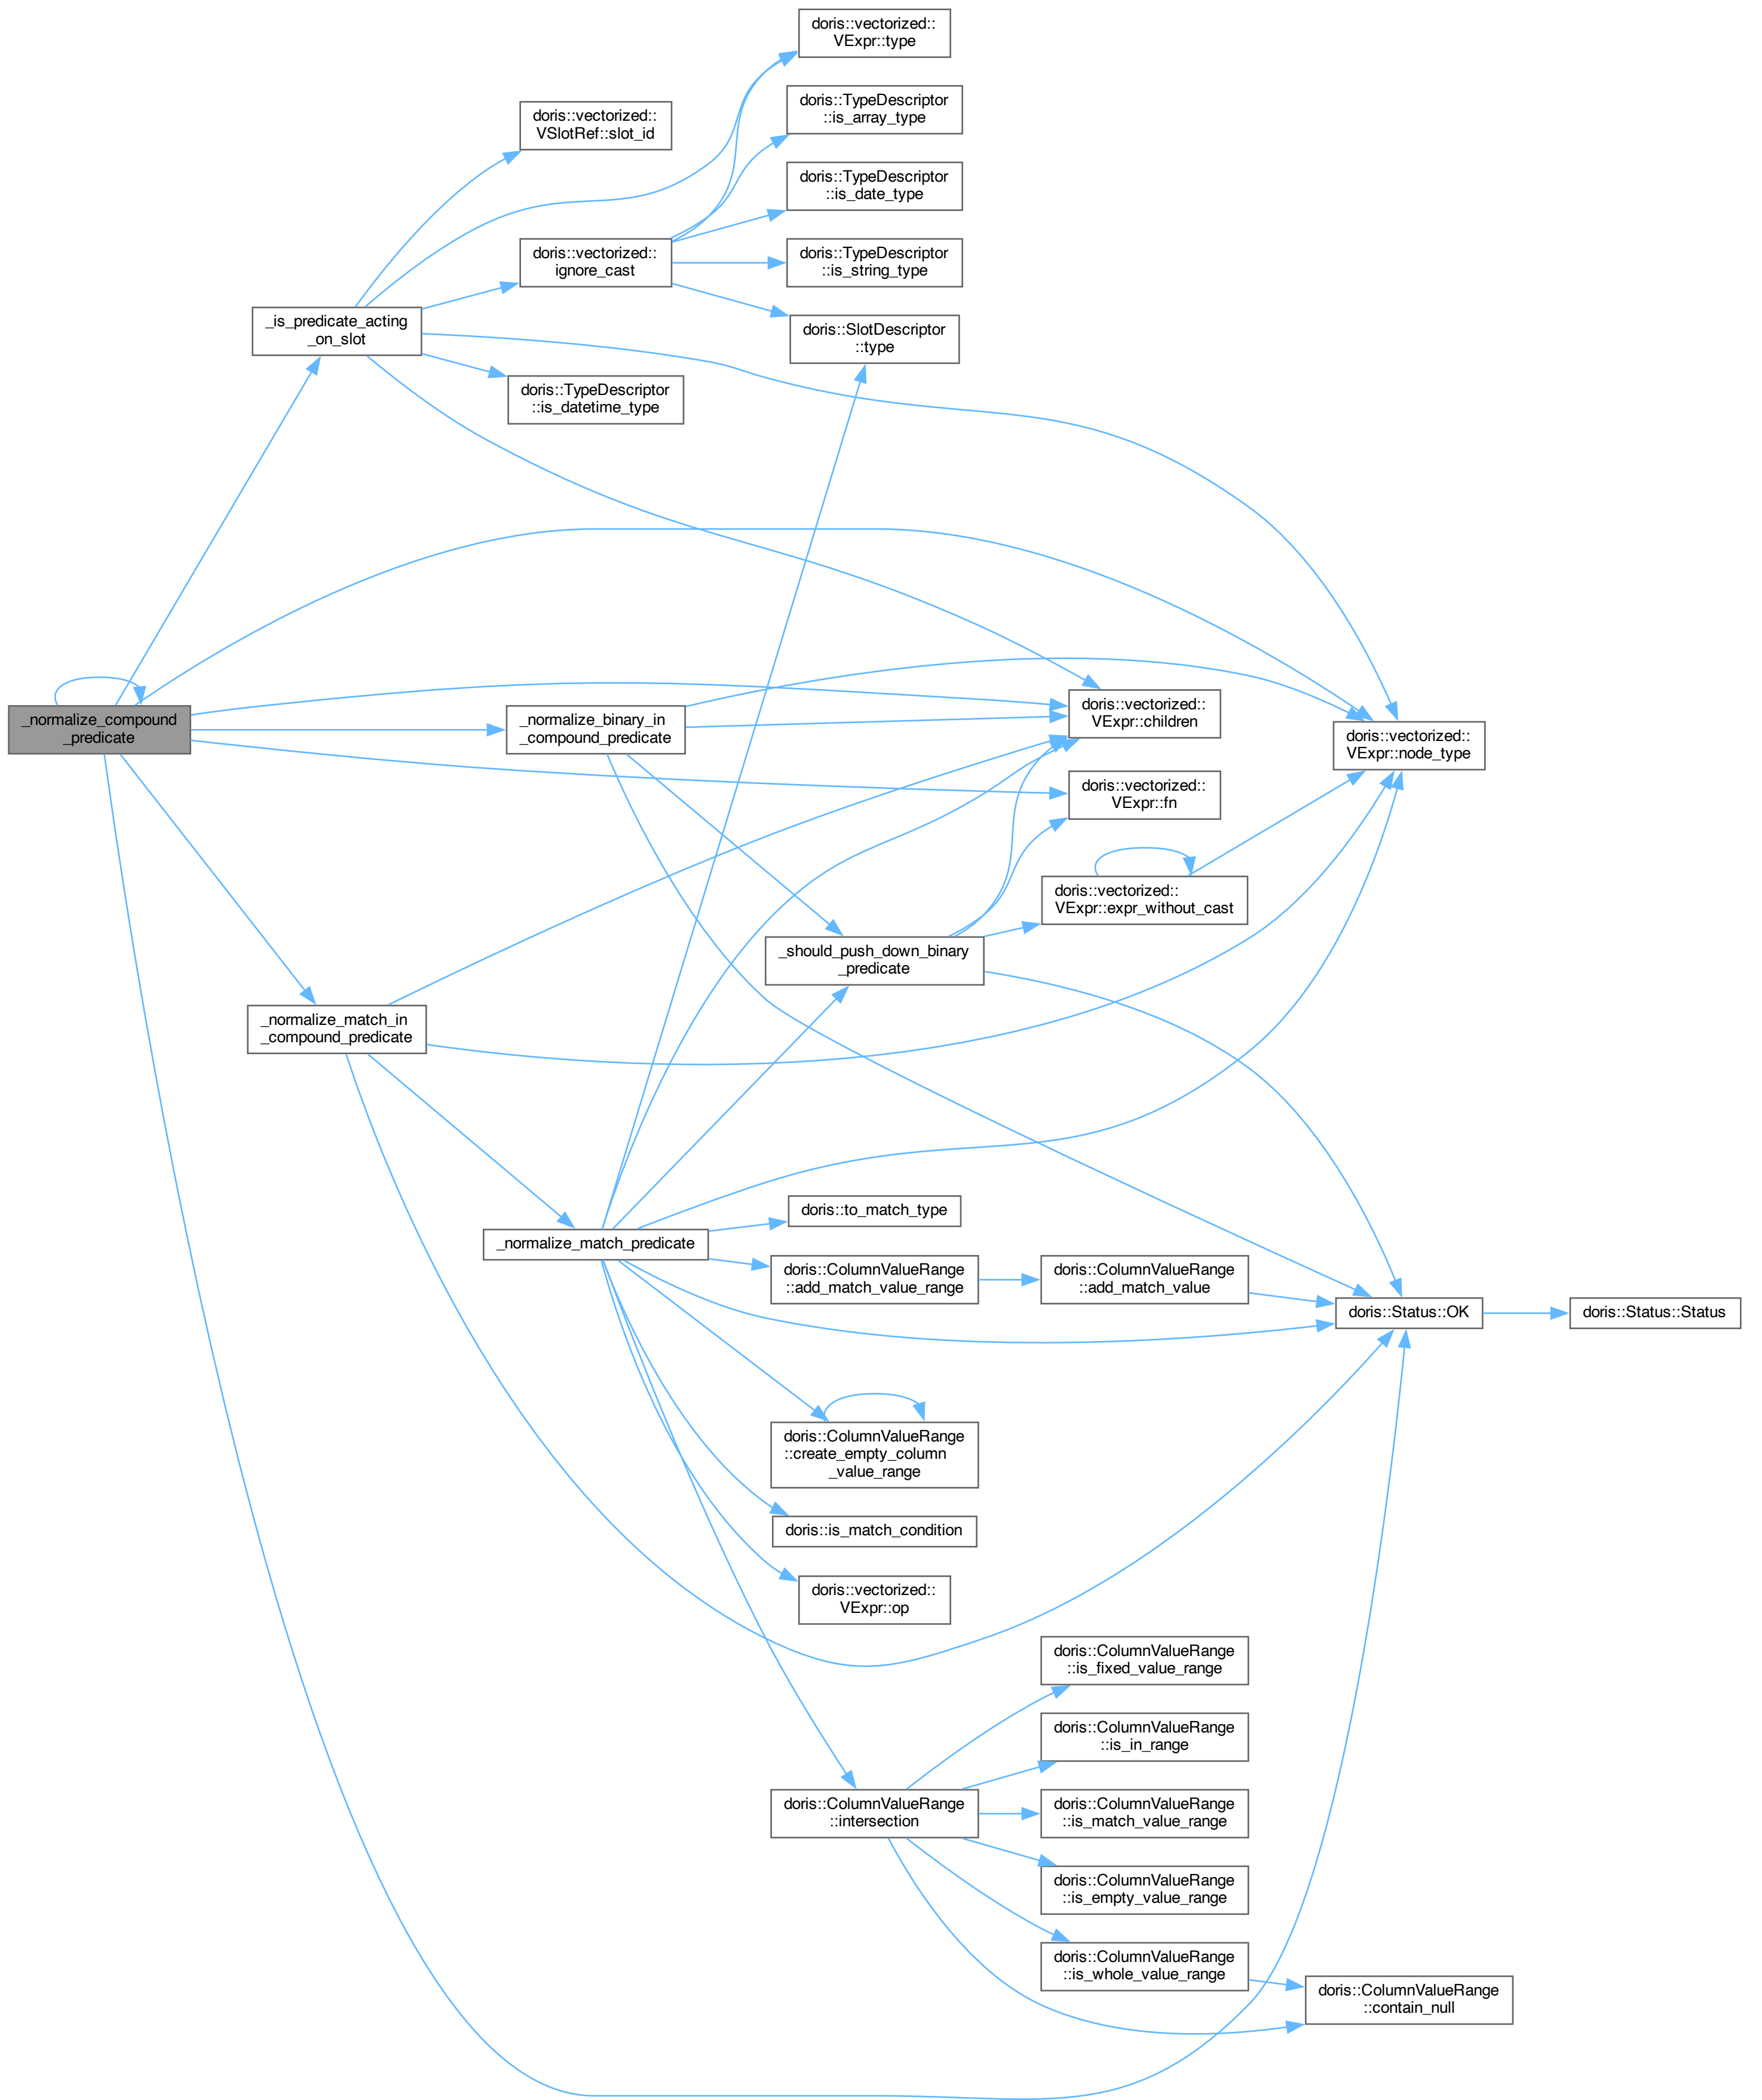 doris::vectorized::
VExpr::type
doris::TypeDescriptor
::is_array_type
doris::vectorized::
VSlotRef::slot_id
doris::TypeDescriptor
::is_date_type
doris::vectorized::
ignore_cast
doris::TypeDescriptor
::is_string_type
_is_predicate_acting
_on_slot
doris::SlotDescriptor
::type
doris::TypeDescriptor
::is_datetime_type
_normalize_compound
_predicate
_normalize_binary_in
_compound_predicate
doris::vectorized::
VExpr::children
doris::vectorized::
VExpr::node_type
doris::vectorized::
VExpr::fn
doris::vectorized::
VExpr::expr_without_cast
_should_push_down_binary
_predicate
_normalize_match_in
_compound_predicate
doris::to_match_type
_normalize_match_predicate
doris::ColumnValueRange
::add_match_value_range
doris::ColumnValueRange
::add_match_value
doris::Status::OK
doris::Status::Status
doris::ColumnValueRange
::create_empty_column
_value_range
doris::is_match_condition
doris::vectorized::
VExpr::op
doris::ColumnValueRange
::is_fixed_value_range
doris::ColumnValueRange
::is_in_range
doris::ColumnValueRange
::intersection
doris::ColumnValueRange
::is_match_value_range
doris::ColumnValueRange
::is_empty_value_range
doris::ColumnValueRange
::is_whole_value_range
doris::ColumnValueRange
::contain_null